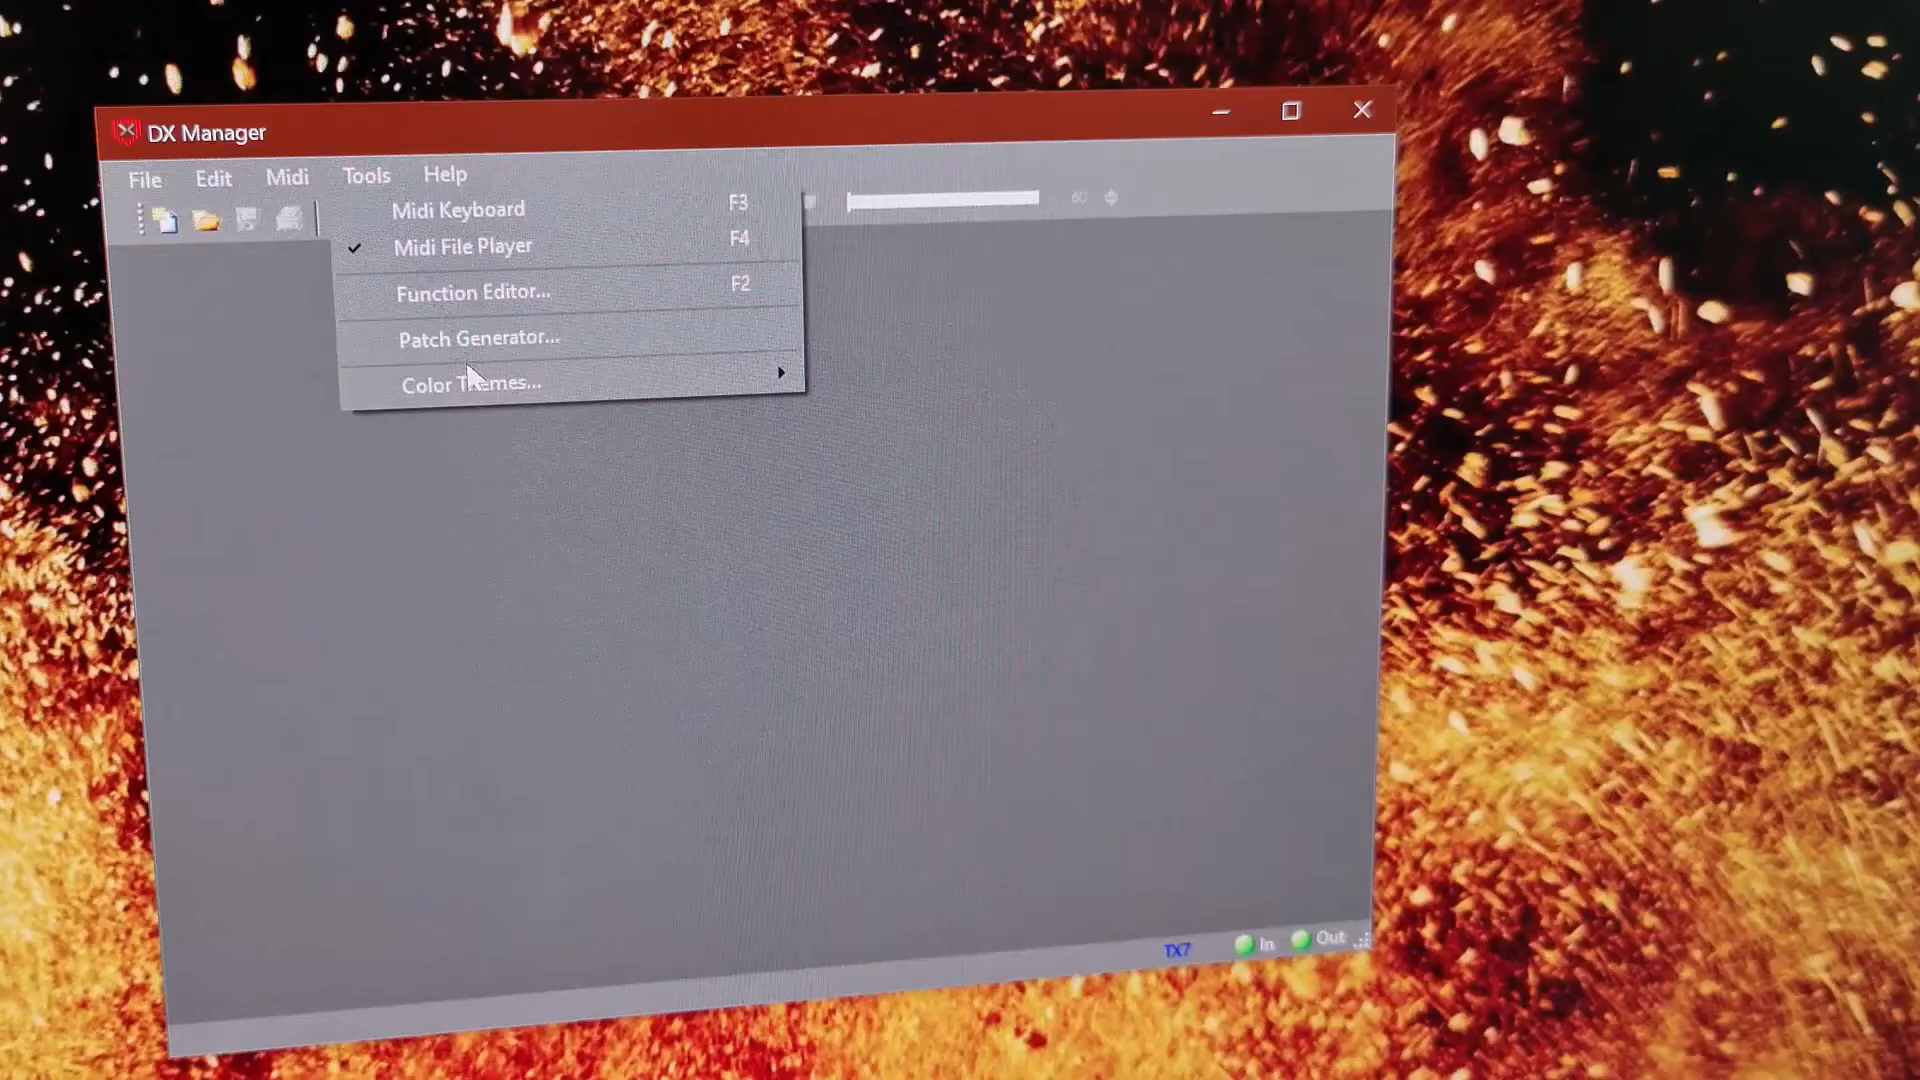 DX Manager
File Edit Midi Tools Help
Midi Keyboard F3
Midi File Player F4
60
Function Editor... F2
Patch Generator...
Color Themes...
TX7 In Out